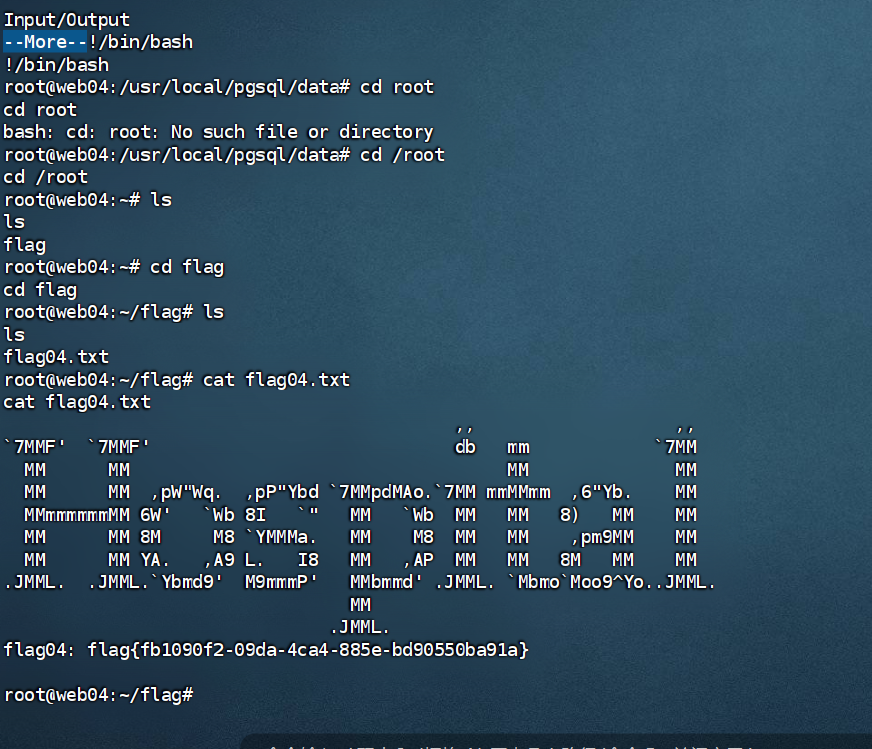 Input/Output
--More--!/bin/bash
!/bin/bash
root@web04:/usr/local/pgsql/data# cd root
cd root
bash: cd: root: No such file or directory
root@web04:/usr/local/pgsql/data# cd /root
cd /root
root@web04:~# ls
ls
flag
root@web04:~# cd flag
cd flag
root@web04:~/flag# ls
ls
flag04.txt
root@web04:~/flag# cat flag04.txt
cat flag04.txt
                                           ,,                   ,,
`7MMF'  `7MMF'                             db   mm            `7MM
  MM      MM                                    MM              MM
  MM      MM  ,pW"Wq.  ,pP"Ybd `7MMpdMAo.`7MM mmMMmm  ,6"Yb.    MM
  MMmmmmmmMM 6W'   `Wb 8I   `"   MM   `Wb  MM   MM   8)   MM    MM
  MM      MM 8M     M8 `YMMMa.   MM    M8  MM   MM    ,pm9MM    MM
  MM      MM YA.   ,A9 L.   I8   MM   ,AP  MM   MM   8M   MM    MM
.JMML.  .JMML.`Ybmd9'  M9mmmP'   MMbmmd' .JMML. `Mbmo`Moo9^Yo..JMML.
                                 MM
                               .JMML.
flag04: flag{fb1090f2-09da-4ca4-885e-bd90550ba91a}
root@web04:~/flag#